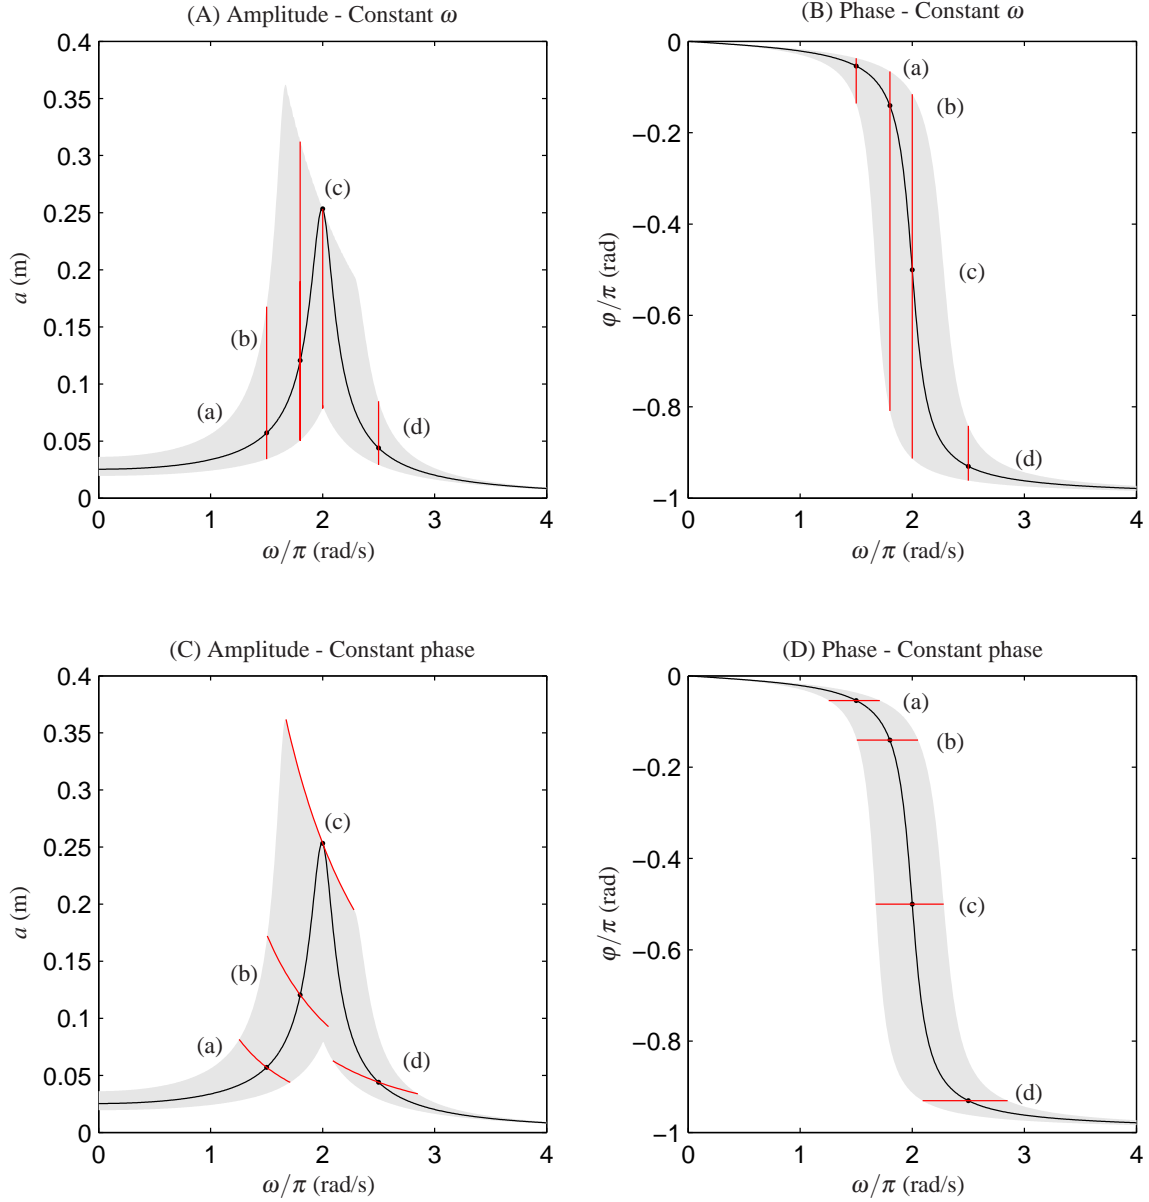 (A) Amplitude - Constant ω
0.4
0.35
0.3
0.25
0.2
0.15
0.1
0.05
0
a (m)
(a)
(b)
(c)
(d)
0 1 2 3 4
ω/π (rad/s)
(B) Phase - Constant ω
0
−0.2
−0.4
−0.6
−0.8
−1
φ/π (rad)
(a)
(b)
(c)
(d)
0 1 2 3 4
ω/π (rad/s)
(C) Amplitude - Constant phase
0.4
0.35
0.3
0.25
0.2
0.15
0.1
0.05
0
a (m)
(a)
(b)
(c)
(d)
0 1 2 3 4
ω/π (rad/s)
(D) Phase - Constant phase
0
−0.2
−0.4
−0.6
−0.8
−1
φ/π (rad)
(a)
(b)
(c)
(d)
0 1 2 3 4
ω/π (rad/s)